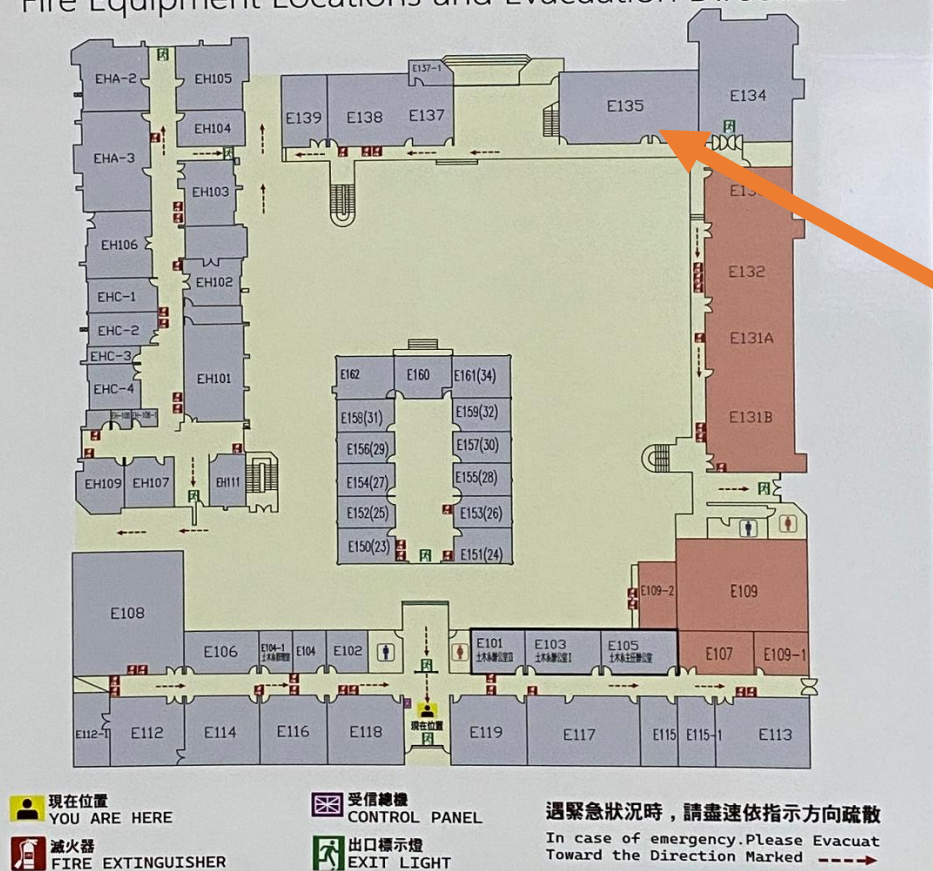 Fire Equipment Locations and Evacuation
EHA-2
EH105
E137-1
E134
E139
E138
E137
E135
EH104
EHA-3
EH103
EH106
E132
EH102
EHC-1
EHC-2
E131A
EHC-3
EH101
EHC-4
E162
E160
E161(34)
E158(31)
E159(32)
E131B
E156(29)
E157(30)
EH109
EH107
EH111
E154(27)
E155(28)
E152(25)
E153(26)
E150(23)
E151(24)
E108
E109-2
E109
E106
E104-1
E104
E102
E101
E103
E105
E107
E109-1
E112-1
E112
E114
E116
E118
現在位置
E119
E117
E115
E115-1
E113
現在位置
YOU ARE HERE
受信總機
CONTROL PANEL
滅火器
FIRE EXTINGUISHER
出口標示燈
EXIT LIGHT
遇緊急狀況時，請盡速依指示方向疏散
In case of emergency.Please Evacuat
Toward the Direction Marked